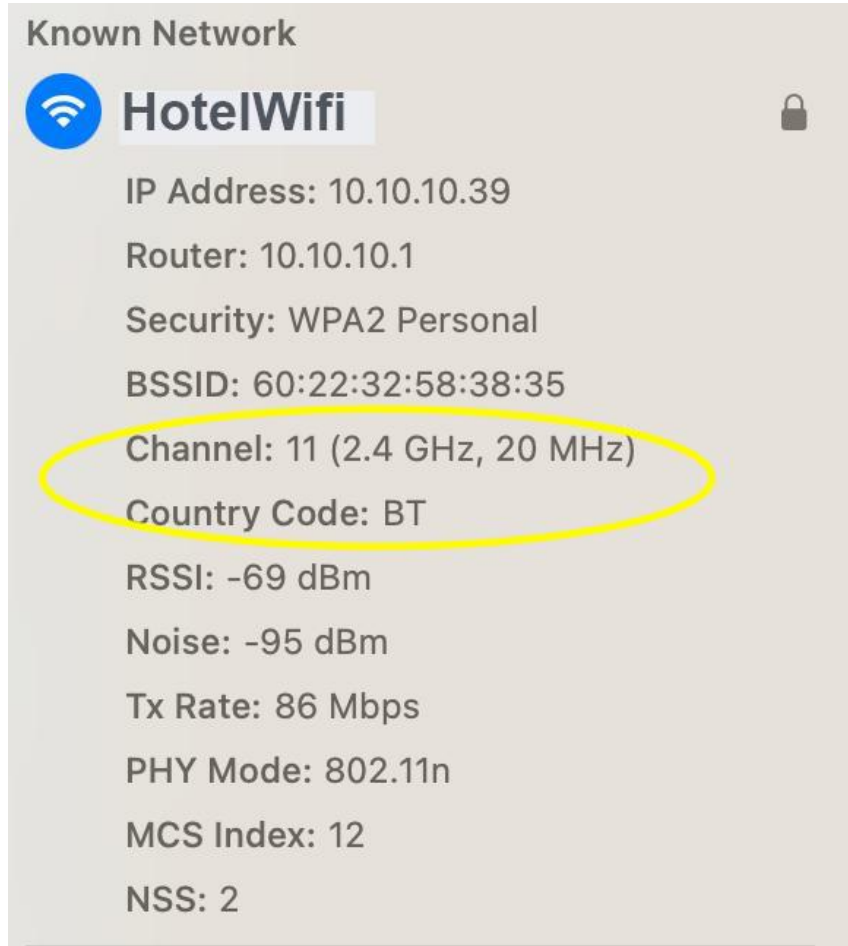 Known Network
HotelWifi
IP Address: 10.10.10.39
Router: 10.10.10.1
Security: WPA2 Personal
BSSID: 60:22:32:58:38:35
Channel: 11 (2.4 GHz, 20 MHz)
Country Code: BT
RSSI: -69 dBm
Noise: -95 dBm
Tx Rate: 86 Mbps
PHY Mode: 802.11n
MCS Index: 12
NSS: 2